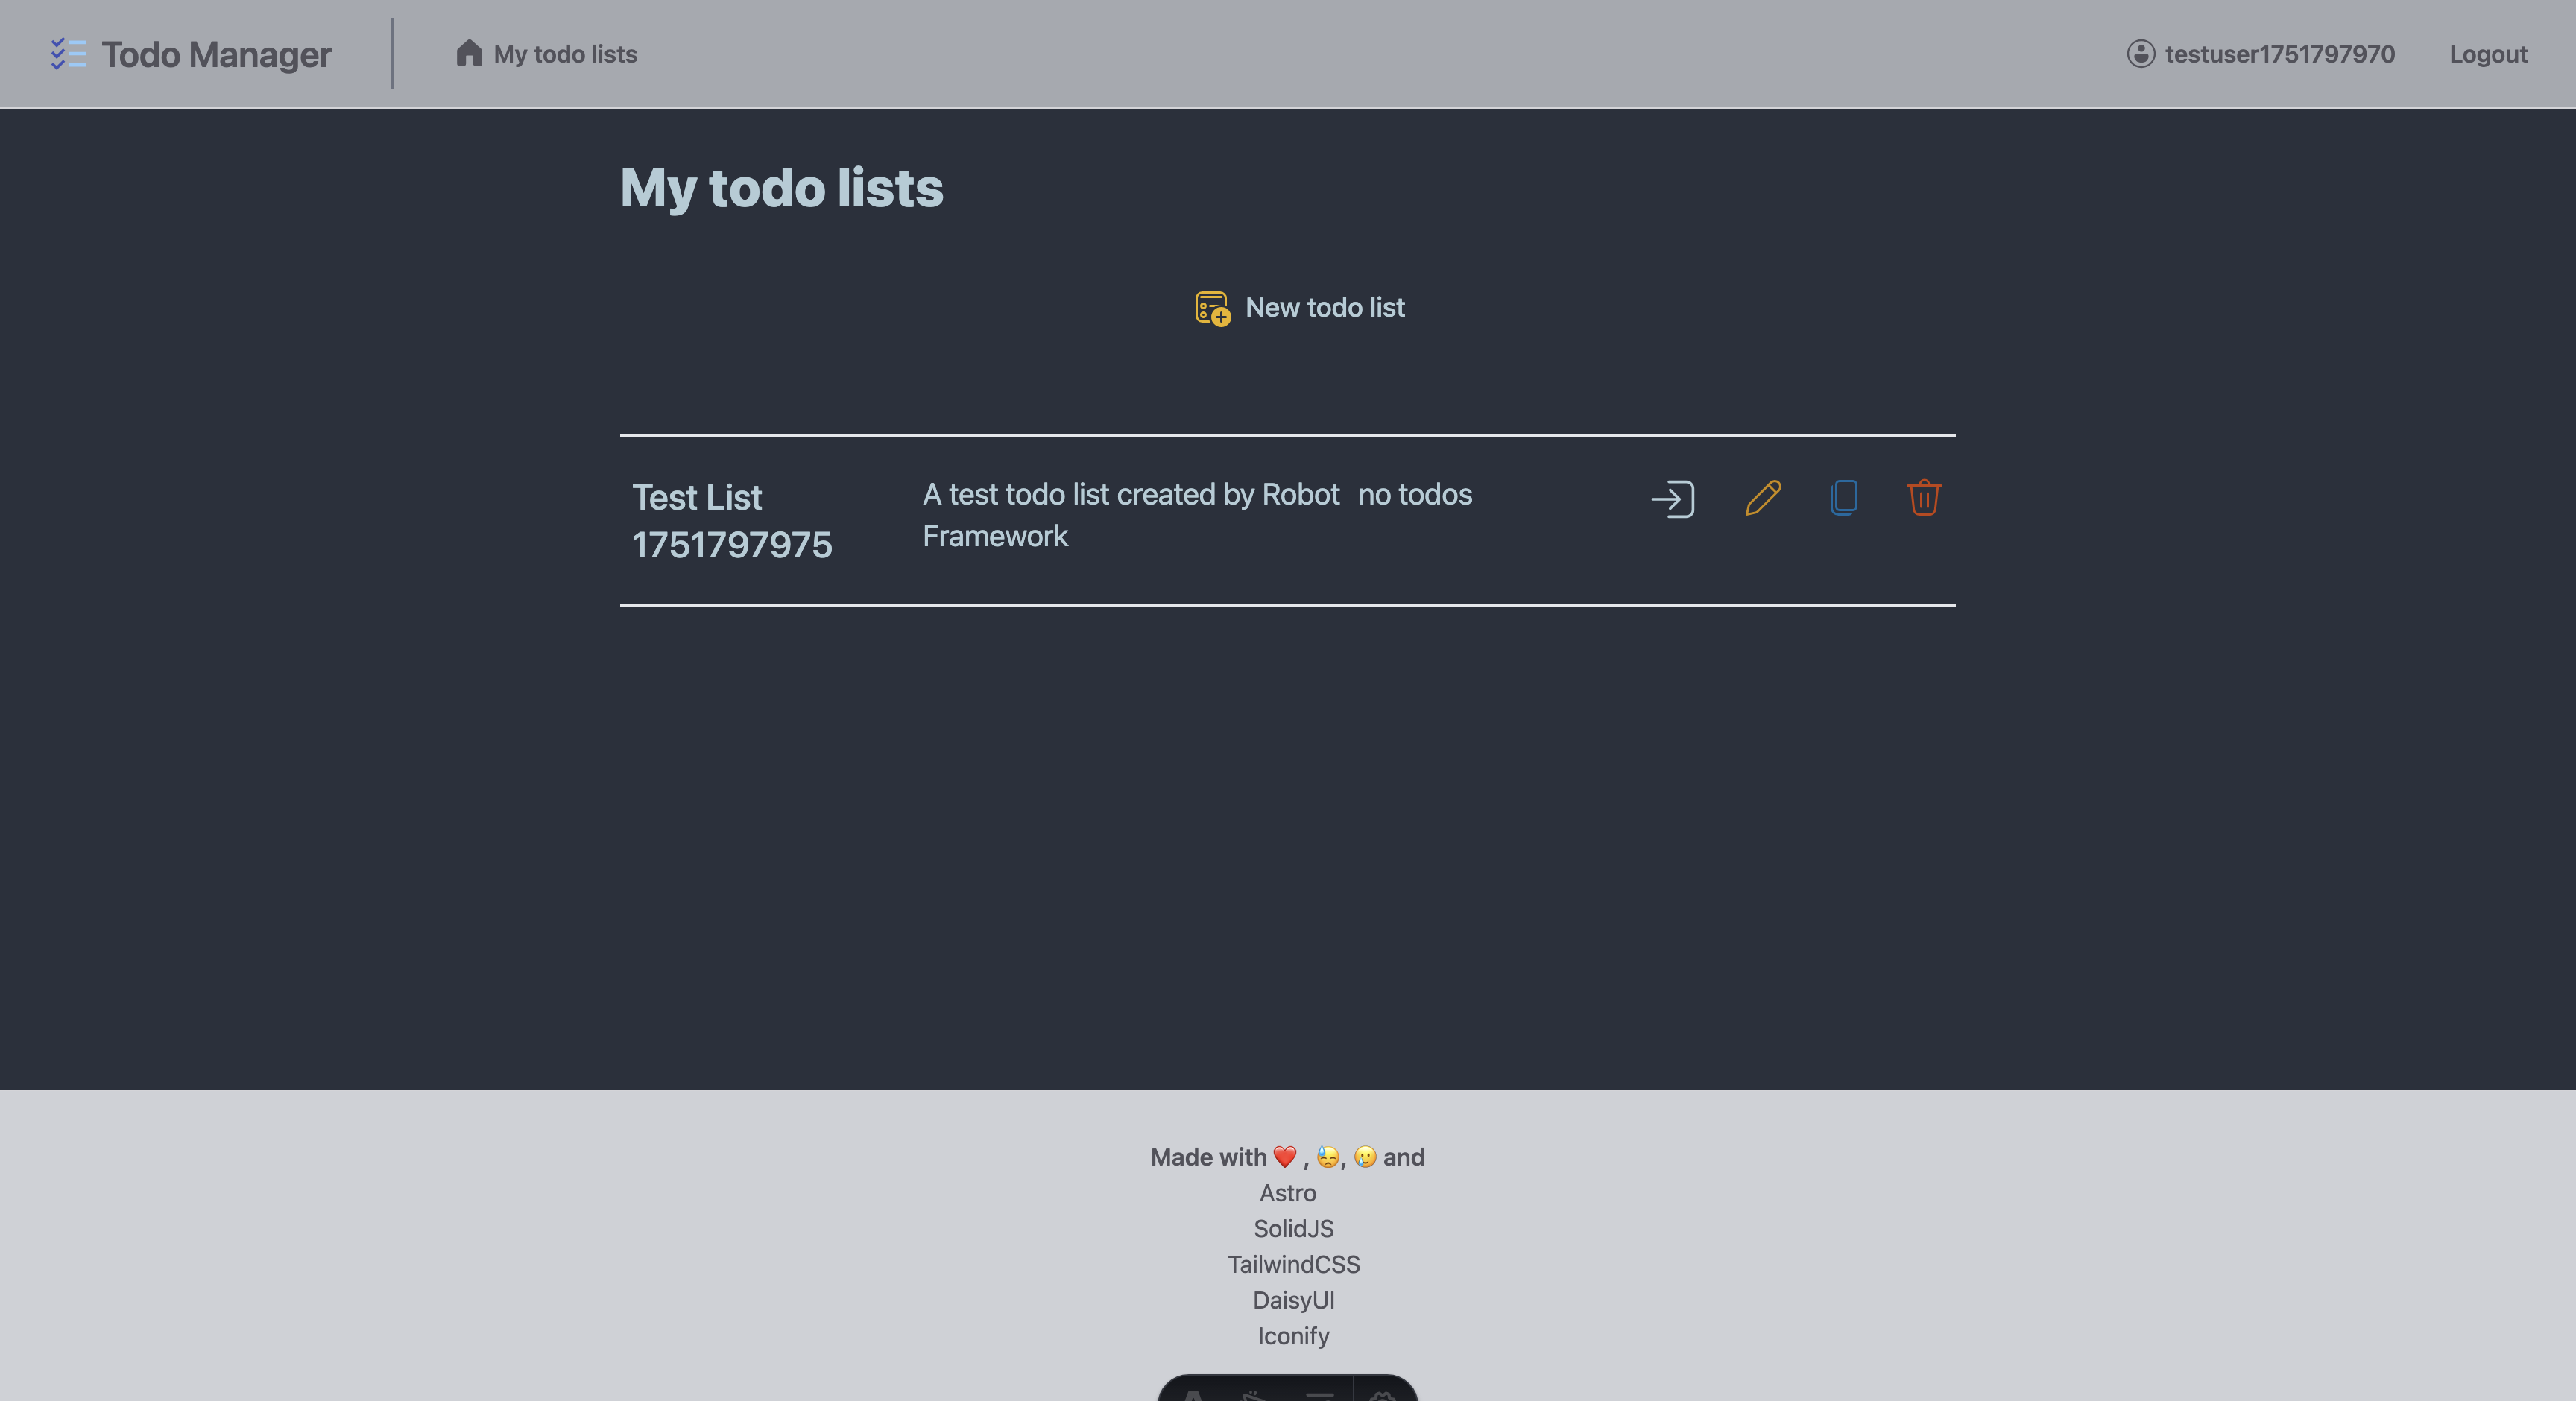 Todo Manager
My todo lists
testuser1751797970
Logout
My todo lists
New todo list
Test List
1751797975
A test todo list created by Robot
Framework
no todos
Made with ❤️ , 😓, 🥲 and
Astro
SolidJS
TailwindCSS
DaisyUI
Iconify